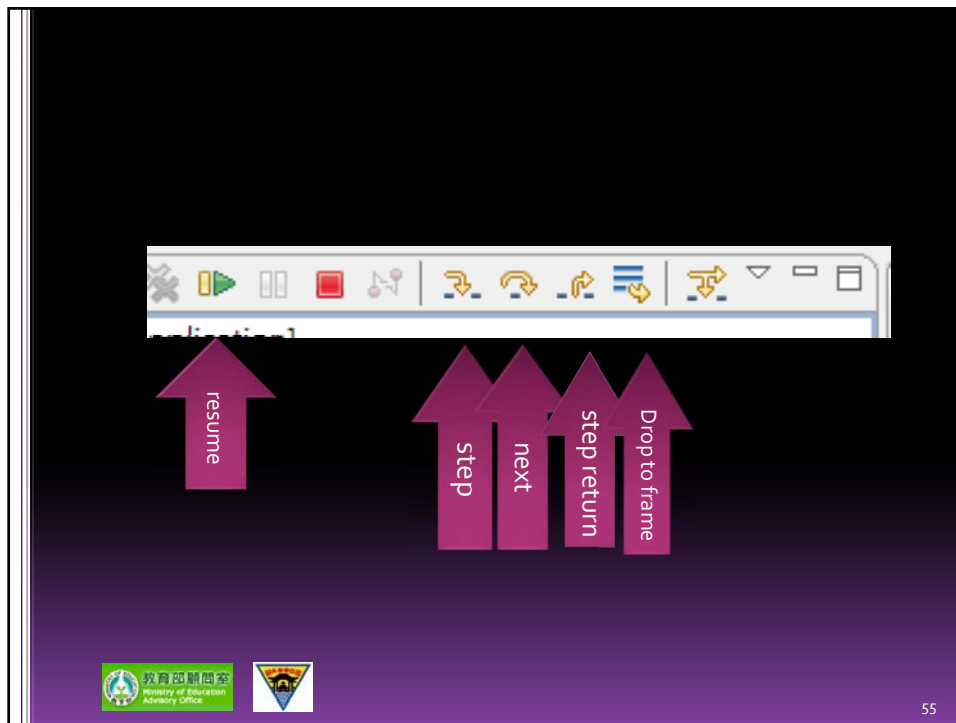 resume
step
next
step return
Drop to frame
教育部顧問室
Ministry of Education
Advisory Office
55